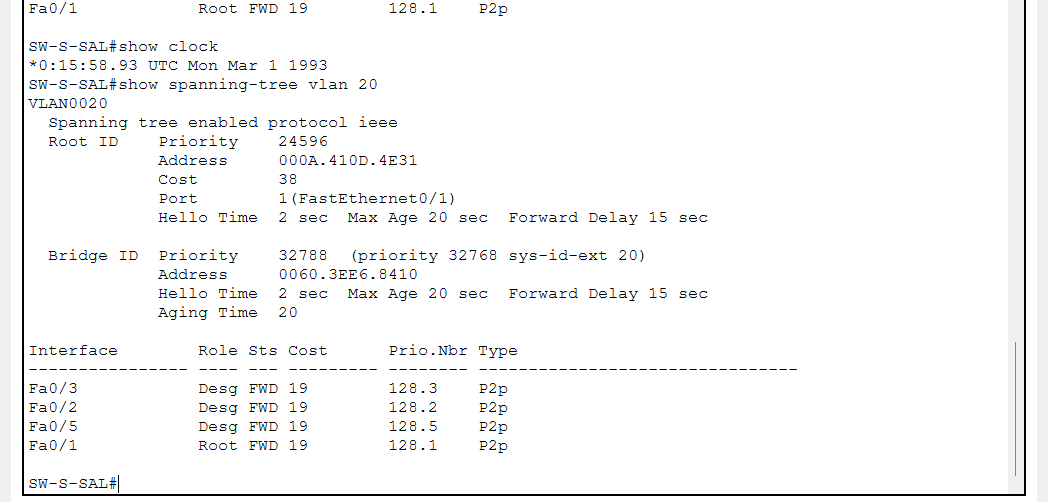 Fa0/1            Root FWD 19        128.1    P2p
SW-S-SAL#show clock
*0:15:58.93 UTC Mon Mar 1 1993
SW-S-SAL#show spanning-tree vlan 20
VLAN0020
  Spanning tree enabled protocol ieee
  Root ID    Priority    24596
             Address     000A.410D.4E31
             Cost        38
             Port        1(FastEthernet0/1)
             Hello Time  2 sec  Max Age 20 sec  Forward Delay 15 sec
  Bridge ID  Priority    32788  (priority 32768 sys-id-ext 20)
             Address     0060.3EE6.8410
             Hello Time  2 sec  Max Age 20 sec  Forward Delay 15 sec
             Aging Time  20
Interface        Role Sts Cost      Prio.Nbr Type
---------------- ---- --- --------- -------- --------------------------------
Fa0/3            Desg FWD 19        128.3    P2p
Fa0/2            Desg FWD 19        128.2    P2p
Fa0/5            Desg FWD 19        128.5    P2p
Fa0/1            Root FWD 19        128.1    P2p
SW-S-SAL#